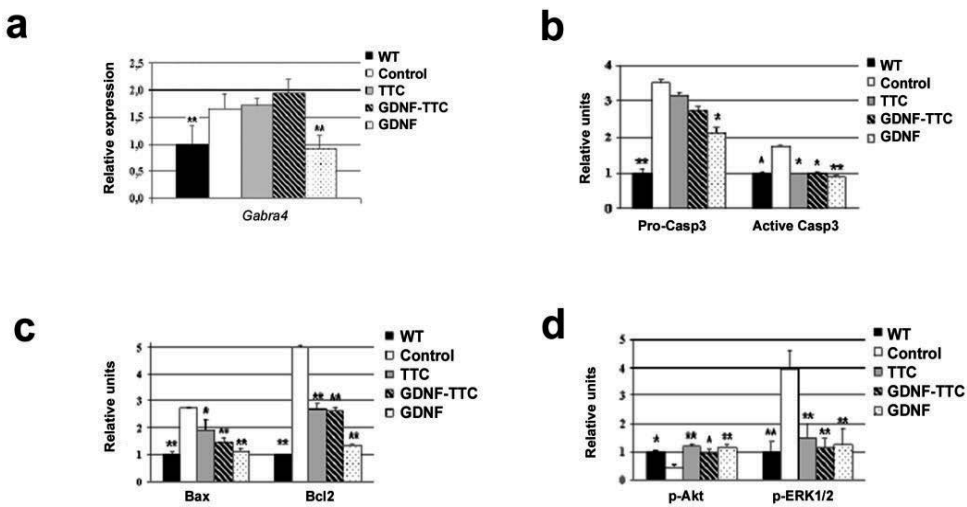 a
WT
Control
TTC
GDNF-TTC
GDNF
Relative expression
2,5
2,0
1,5
1,0
0,5
0,0
**
**
Gabra4
b
WT
Control
TTC
GDNF-TTC
GDNF
Relative units
4
3
2
1
0
**
*
*
*
*
**
Pro-Casp3 Active Casp3
c
WT
Control
TTC
GDNF-TTC
GDNF
Relative units
5
4
3
2
1
0
**
*
**
**
**
**
**
**
Bax Bcl2
d
WT
Control
TTC
GDNF-TTC
GDNF
Relative units
5
4
3
2
1
0
*
**
*
**
**
**
**
**
p-Akt p-ERK1/2